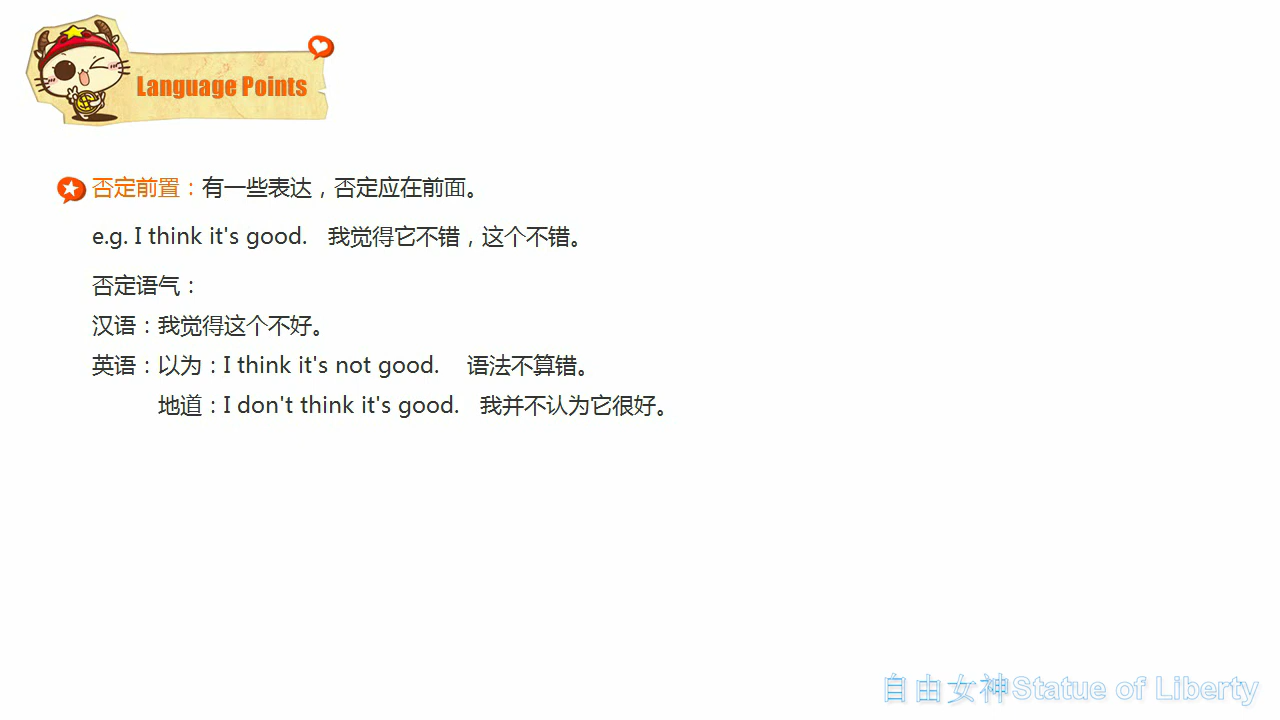 Language Points
否定前置：有一些表达，否定应在前面。
e.g. I think it's good. 我觉得它不错，这个不错。
否定语气：
汉语：我觉得这个不好。
英语：以为：I think it's not good. 语法不算错。
地道：I don't think it's good. 我并不认为它很好。
自由女神Statue of Liberty